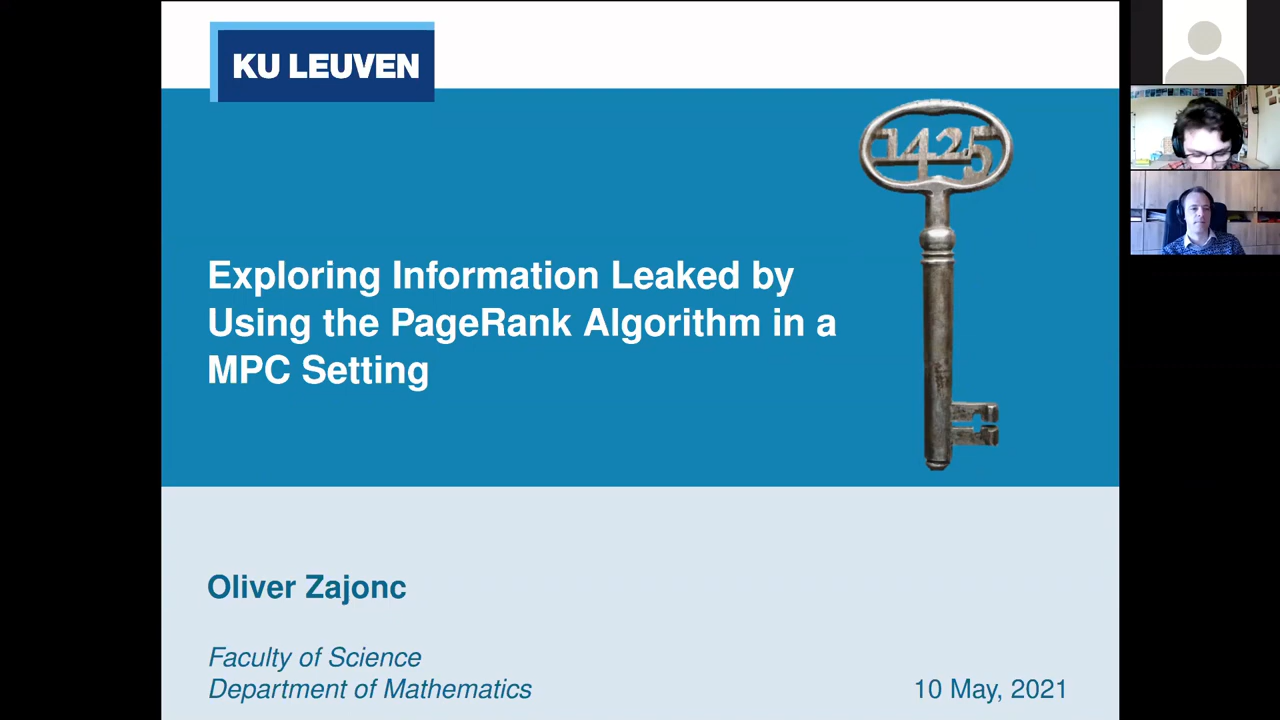 KU LEUVEN
1425
Exploring Information Leaked by
Using the PageRank Algorithm in a
MPC Setting
Oliver Zajonc
Faculty of Science
Department of Mathematics
10 May, 2021